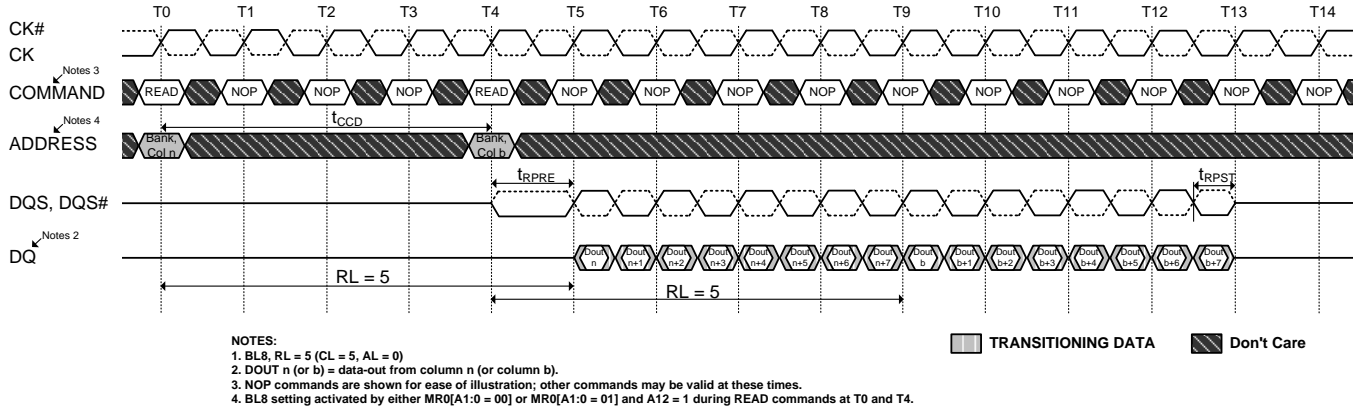 T0 T1 T2 T3 T4 T5 T6 T7 T8 T9 T10 T11 T12 T13 T14
CK#
CK
Notes 3
COMMAND READ NOP NOP NOP READ NOP NOP NOP NOP NOP NOP NOP NOP NOP NOP
tCCD
Notes 4
ADDRESS Bank, Col n Bank, Col b
tRPRE tRPST
DQS, DQS#
Notes 2
DQ Dout n Dout n+1 Dout n+2 Dout n+3 Dout n+4 Dout n+5 Dout n+6 Dout n+7 Dout b Dout b+1 Dout b+2 Dout b+3 Dout b+4 Dout b+5 Dout b+6 Dout b+7
RL = 5
RL = 5
NOTES:
1. BL8, RL = 5 (CL = 5, AL = 0)
2. DOUT n (or b) = data-out from column n (or column b).
3. NOP commands are shown for ease of illustration; other commands may be valid at these times.
4. BL8 setting activated by either MR0[A1:0 = 00] or MR0[A1:0 = 01] and A12 = 1 during READ commands at T0 and T4.
TRANSITIONING DATA Don't Care